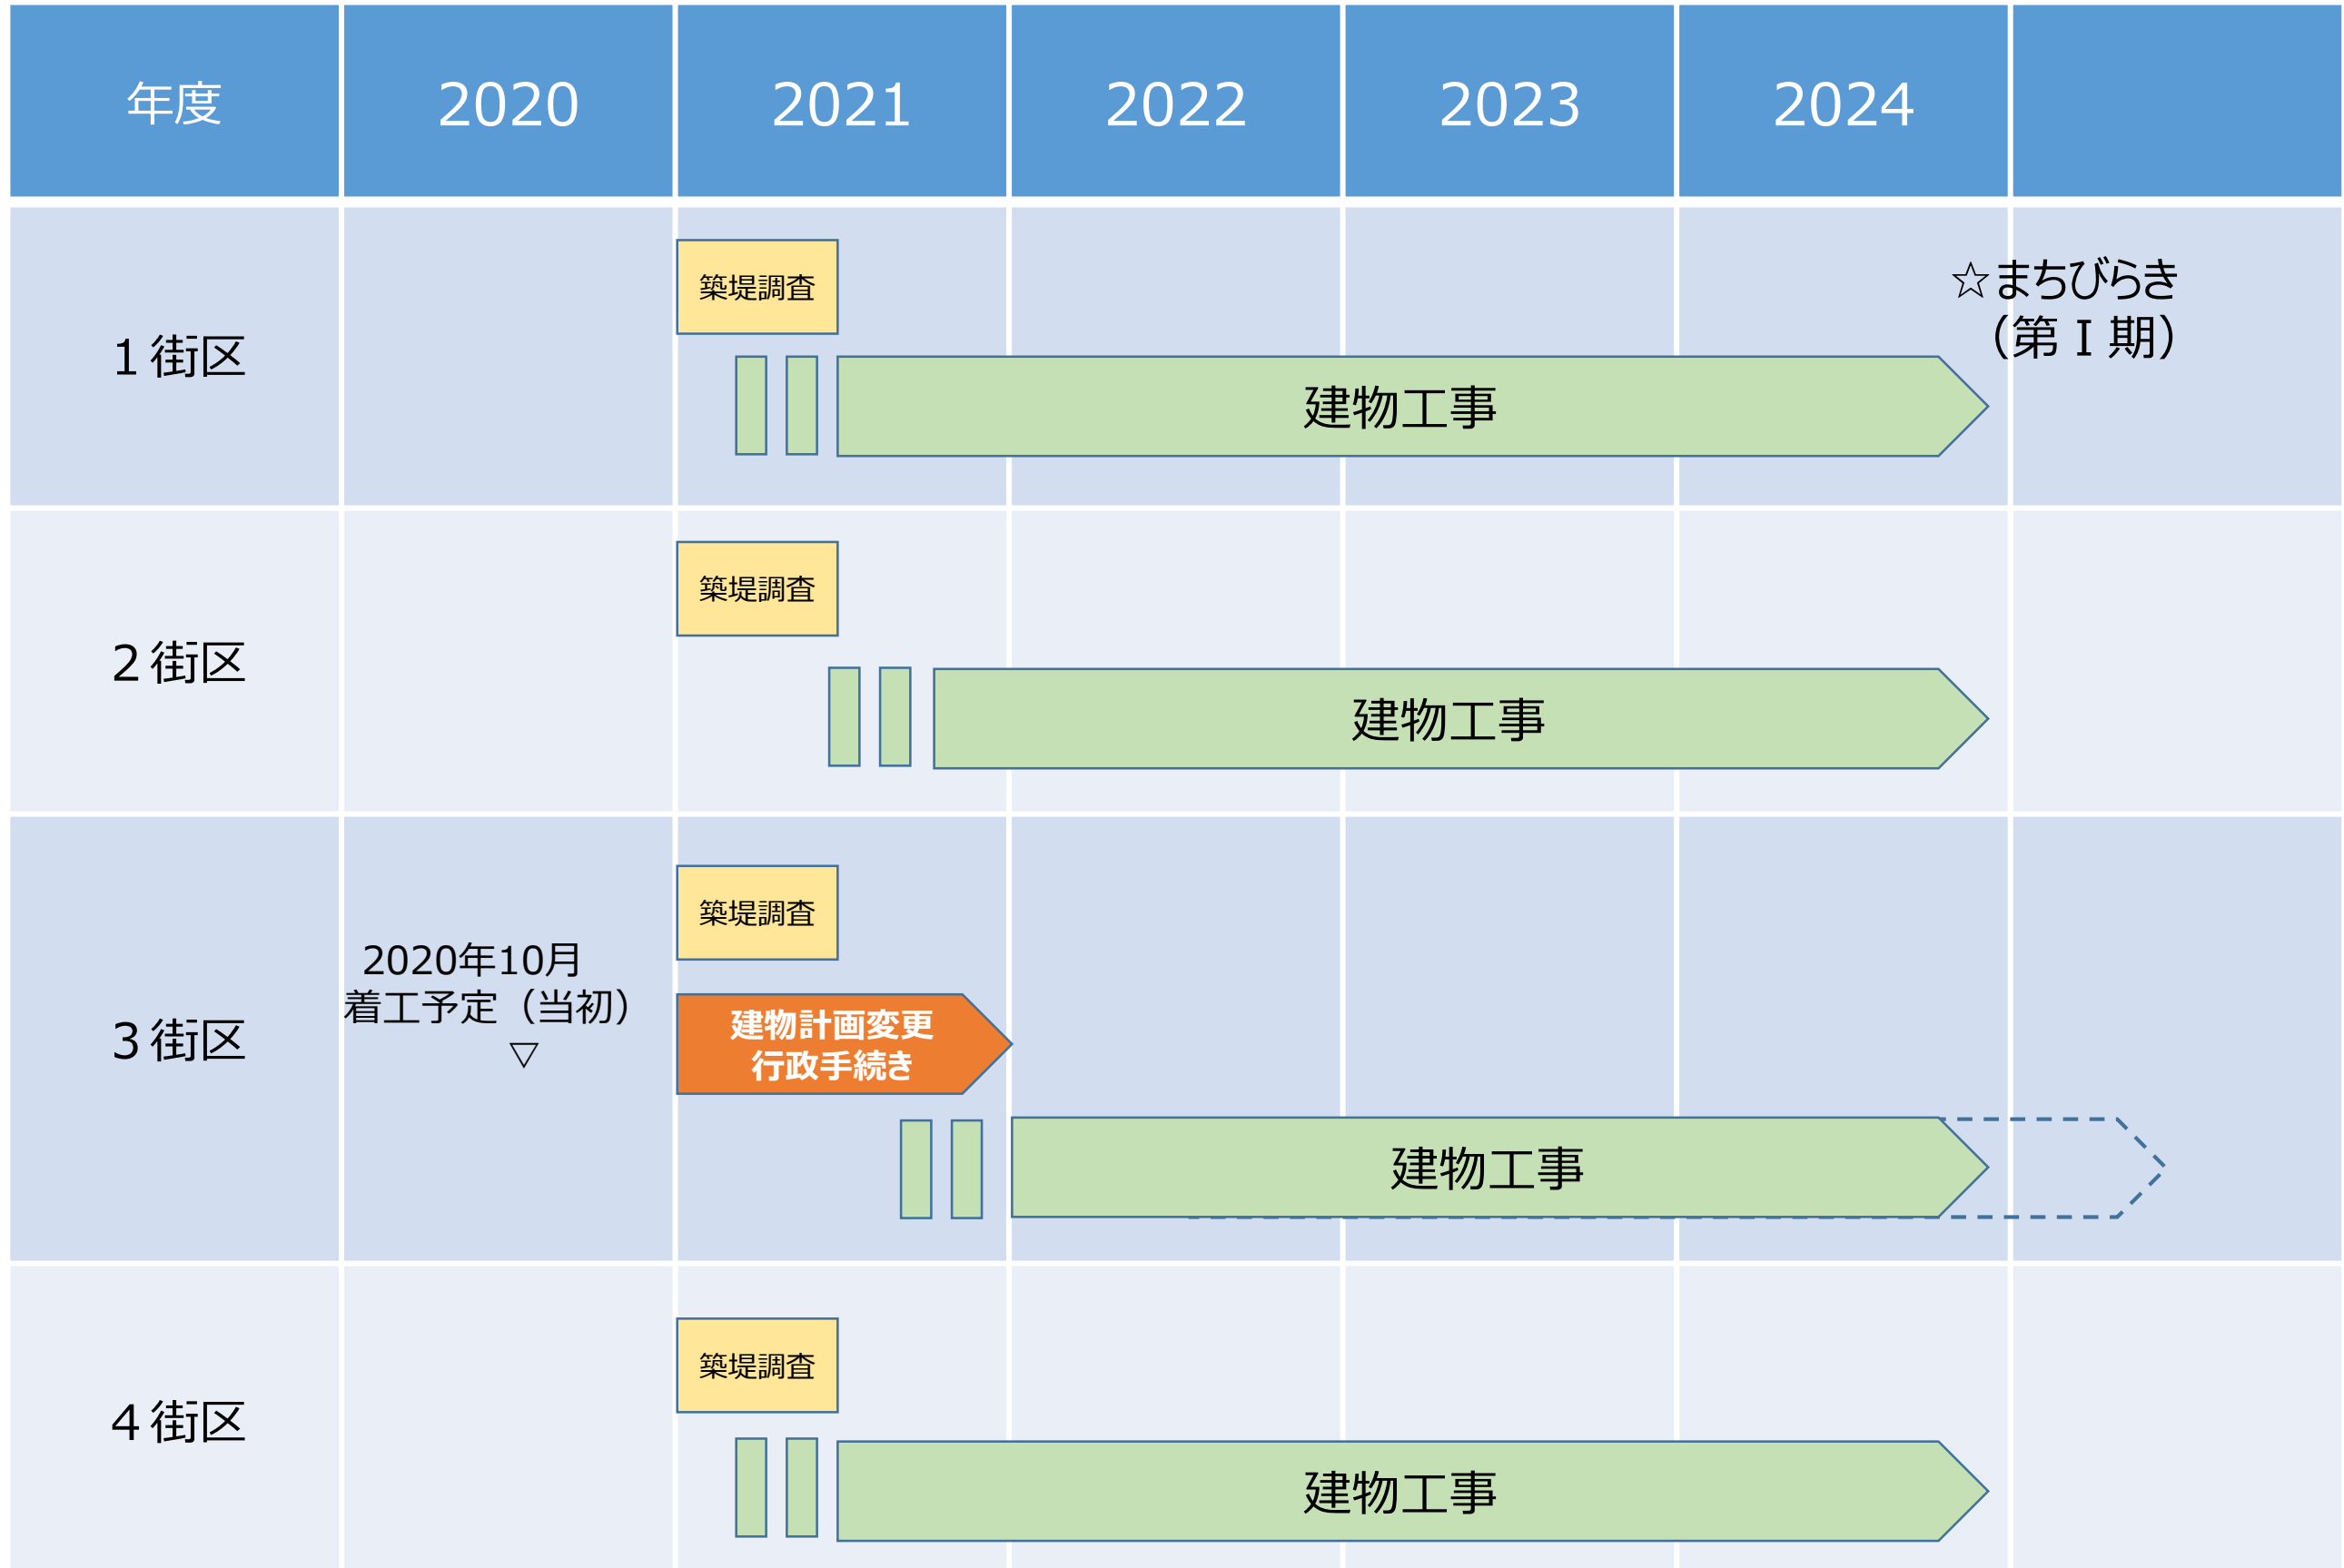 年度 2020 2021 2022 2023 2024
築堤調査
☆まちびらき
（第Ⅰ期）
1街区
建物工事
築堤調査
2街区
建物工事
築堤調査
2020年10月
着工予定（当初）
▽
3街区
建物計画変更
行政手続き
建物工事
築堤調査
4街区
建物工事